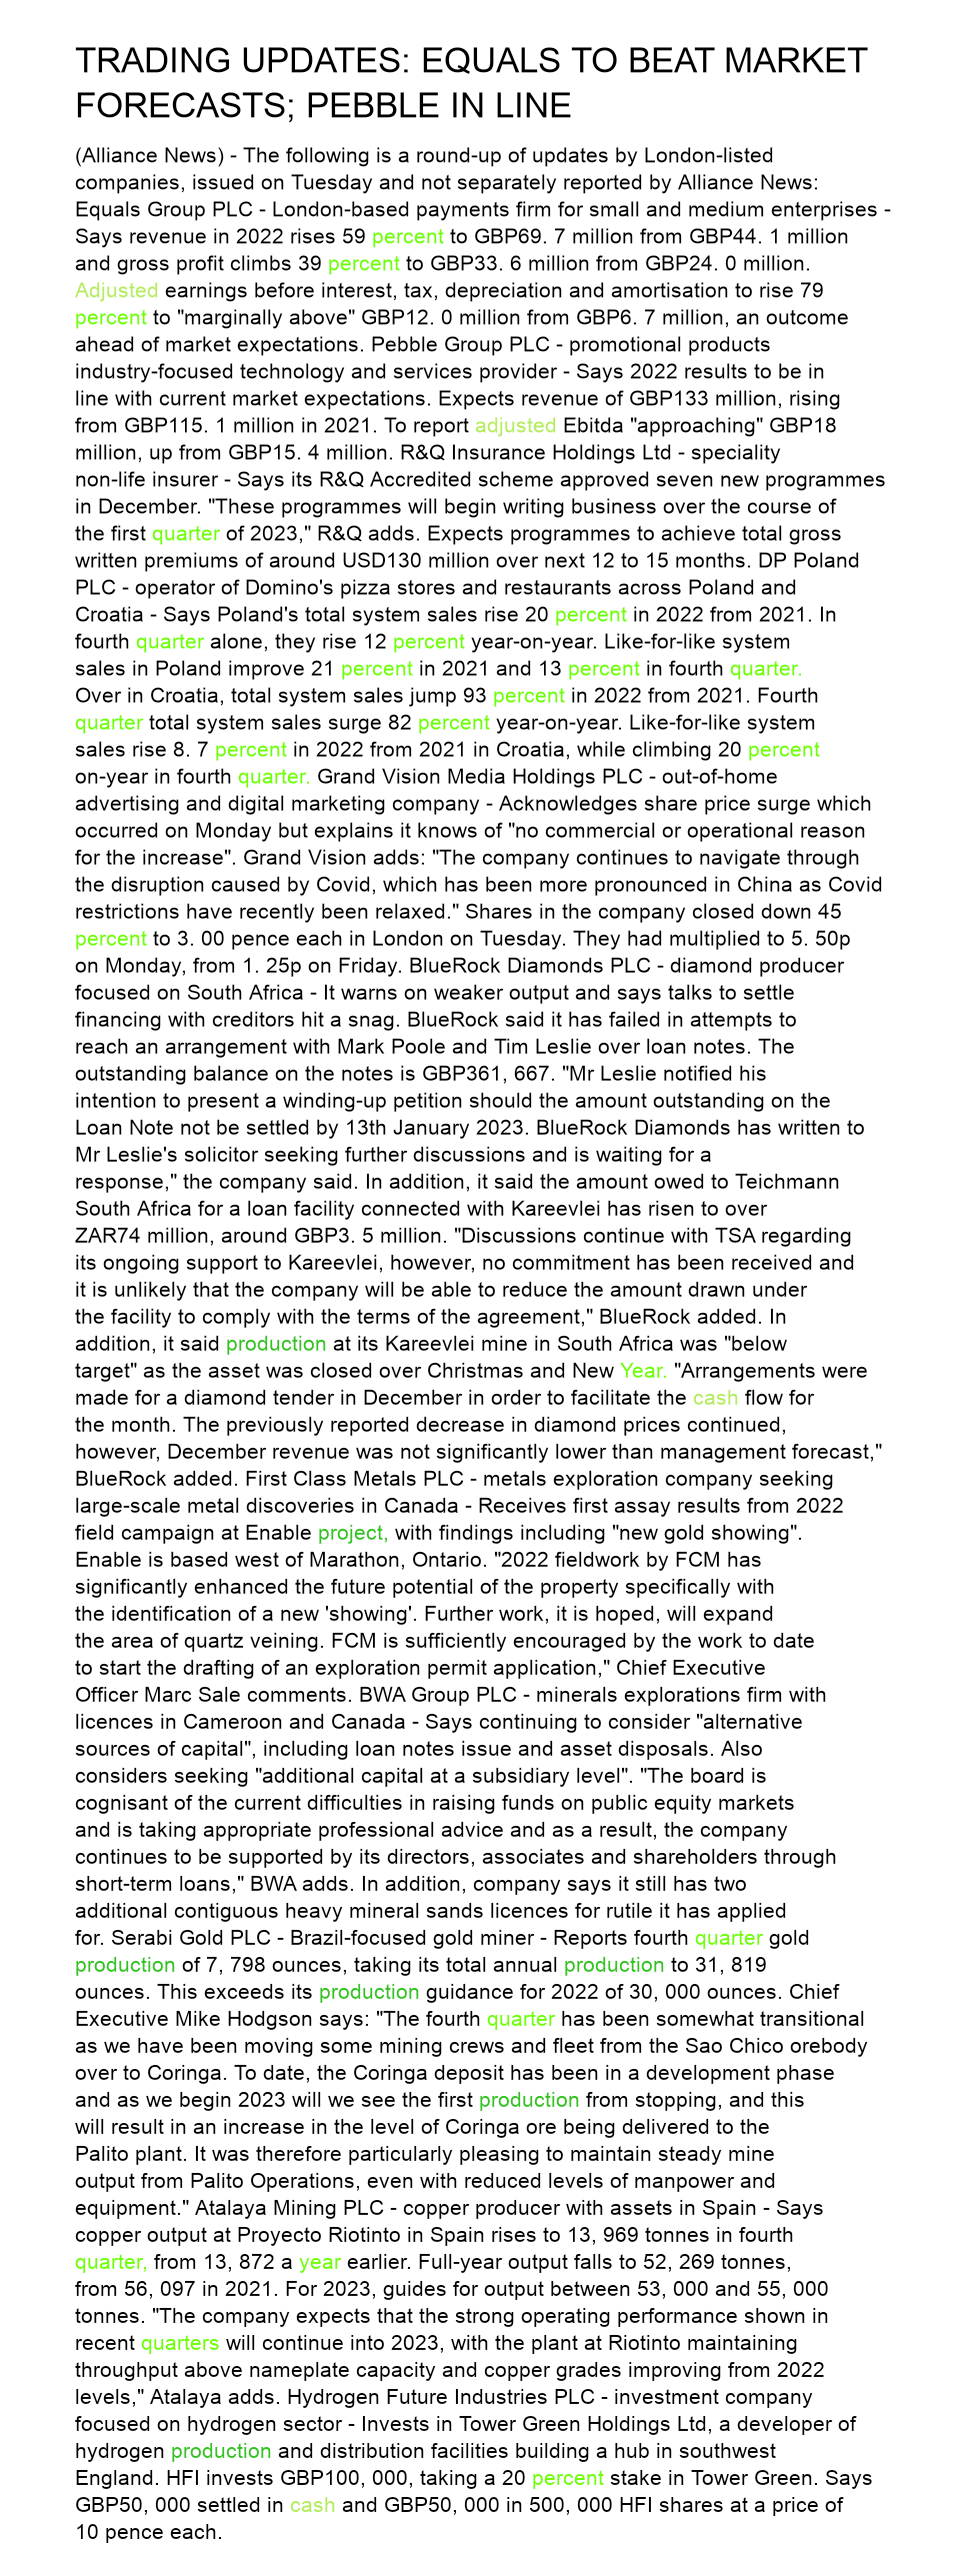 TRADING UPDATES: EQUALS TO BEAT MARKET
FORECASTS; PEBBLE IN LINE
(Alliance News) - The following is a round-up of updates by London-listed
companies, issued on Tuesday and not separately reported by Alliance News:
Equals Group PLC - London-based payments firm for small and medium enterprises -
Says revenue in 2022 rises 59 percent to GBP69. 7 million from GBP44. 1 million
and gross profit climbs 39 percent to GBP33. 6 million from GBP24. 0 million.
Adjusted earnings before interest, tax, depreciation and amortisation to rise 79
percent to "marginally above" GBP12. 0 million from GBP6. 7 million, an outcome
ahead of market expectations. Pebble Group PLC - promotional products
industry-focused technology and services provider - Says 2022 results to be in
line with current market expectations. Expects revenue of GBP133 million, rising
from GBP115. 1 million in 2021. To report adjusted Ebitda "approaching" GBP18
million, up from GBP15. 4 million. R&Q Insurance Holdings Ltd - speciality
non-life insurer - Says its R&Q Accredited scheme approved seven new programmes
in December. "These programmes will begin writing business over the course of
the first quarter of 2023," R&Q adds. Expects programmes to achieve total gross
written premiums of around USD130 million over next 12 to 15 months. DP Poland
PLC - operator of Domino's pizza stores and restaurants across Poland and
Croatia - Says Poland's total system sales rise 20 percent in 2022 from 2021. In
fourth quarter alone, they rise 12 percent year-on-year. Like-for-like system
sales in Poland improve 21 percent in 2021 and 13 percent in fourth quarter.
Over in Croatia, total system sales jump 93 percent in 2022 from 2021. Fourth
quarter total system sales surge 82 percent year-on-year. Like-for-like system
sales rise 8. 7 percent in 2022 from 2021 in Croatia, while climbing 20 percent
on-year in fourth quarter. Grand Vision Media Holdings PLC - out-of-home
advertising and digital marketing company - Acknowledges share price surge which
occurred on Monday but explains it knows of "no commercial or operational reason
for the increase". Grand Vision adds: "The company continues to navigate through
the disruption caused by Covid, which has been more pronounced in China as Covid
restrictions have recently been relaxed." Shares in the company closed down 45
percent to 3. 00 pence each in London on Tuesday. They had multiplied to 5. 50p
on Monday, from 1. 25p on Friday. BlueRock Diamonds PLC - diamond producer
focused on South Africa - It warns on weaker output and says talks to settle
financing with creditors hit a snag. BlueRock said it has failed in attempts to
reach an arrangement with Mark Poole and Tim Leslie over loan notes. The
outstanding balance on the notes is GBP361, 667. "Mr Leslie notified his
intention to present a winding-up petition should the amount outstanding on the
Loan Note not be settled by 13th January 2023. BlueRock Diamonds has written to
Mr Leslie's solicitor seeking further discussions and is waiting for a
response," the company said. In addition, it said the amount owed to Teichmann
South Africa for a loan facility connected with Kareevlei has risen to over
ZAR74 million, around GBP3. 5 million. "Discussions continue with TSA regarding
its ongoing support to Kareevlei, however, no commitment has been received and
it is unlikely that the company will be able to reduce the amount drawn under
the facility to comply with the terms of the agreement," BlueRock added. In
addition, it said production at its Kareevlei mine in South Africa was "below
target" as the asset was closed over Christmas and New Year. "Arrangements were
made for a diamond tender in December in order to facilitate the cash flow for
the month. The previously reported decrease in diamond prices continued,
however, December revenue was not significantly lower than management forecast,"
BlueRock added. First Class Metals PLC - metals exploration company seeking
large-scale metal discoveries in Canada - Receives first assay results from 2022
field campaign at Enable project, with findings including "new gold showing".
Enable is based west of Marathon, Ontario. "2022 fieldwork by FCM has
significantly enhanced the future potential of the property specifically with
the identification of a new 'showing'. Further work, it is hoped, will expand
the area of quartz veining. FCM is sufficiently encouraged by the work to date
to start the drafting of an exploration permit application," Chief Executive
Officer Marc Sale comments. BWA Group PLC - minerals explorations firm with
licences in Cameroon and Canada - Says continuing to consider "alternative
sources of capital", including loan notes issue and asset disposals. Also
considers seeking "additional capital at a subsidiary level". "The board is
cognisant of the current difficulties in raising funds on public equity markets
and is taking appropriate professional advice and as a result, the company
continues to be supported by its directors, associates and shareholders through
short-term loans," BWA adds. In addition, company says it still has two
additional contiguous heavy mineral sands licences for rutile it has applied
for. Serabi Gold PLC - Brazil-focused gold miner - Reports fourth quarter gold
production of 7, 798 ounces, taking its total annual production to 31, 819
ounces. This exceeds its production guidance for 2022 of 30, 000 ounces. Chief
Executive Mike Hodgson says: "The fourth quarter has been somewhat transitional
as we have been moving some mining crews and fleet from the Sao Chico orebody
over to Coringa. To date, the Coringa deposit has been in a development phase
and as we begin 2023 will we see the first production from stopping, and this
will result in an increase in the level of Coringa ore being delivered to the
Palito plant. It was therefore particularly pleasing to maintain steady mine
output from Palito Operations, even with reduced levels of manpower and
equipment." Atalaya Mining PLC - copper producer with assets in Spain - Says
copper output at Proyecto Riotinto in Spain rises to 13, 969 tonnes in fourth
quarter, from 13, 872 a year earlier. Full-year output falls to 52, 269 tonnes,
from 56, 097 in 2021. For 2023, guides for output between 53, 000 and 55, 000
tonnes. "The company expects that the strong operating performance shown in
recent quarters will continue into 2023, with the plant at Riotinto maintaining
throughput above nameplate capacity and copper grades improving from 2022
levels," Atalaya adds. Hydrogen Future Industries PLC - investment company
focused on hydrogen sector - Invests in Tower Green Holdings Ltd, a developer of
hydrogen production and distribution facilities building a hub in southwest
England. HFI invests GBP100, 000, taking a 20 percent stake in Tower Green. Says
GBP50, 000 settled in cash and GBP50, 000 in 500, 000 HFI shares at a price of
10 pence each.